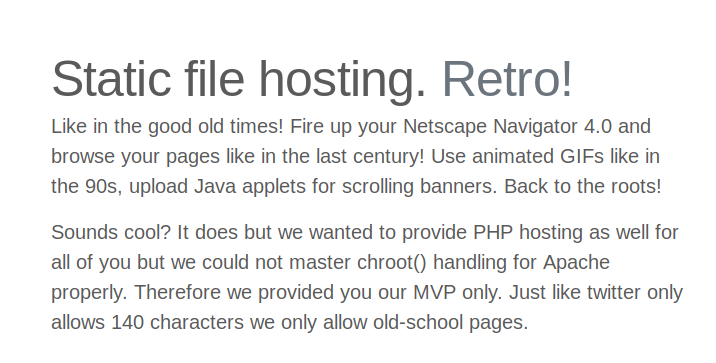 Static file hosting. Retro!
Like in the good old times! Fire up your Netscape Navigator 4.0 and
browse your pages like in the last century! Use animated GIFs like in
the 90s, upload Java applets for scrolling banners. Back to the roots!
Sounds cool? It does but we wanted to provide PHP hosting as well for
all of you but we could not master chroot() handling for Apache
properly. Therefore we provided you our MVP only. Just like twitter only
allows 140 characters we only allow old-school pages.